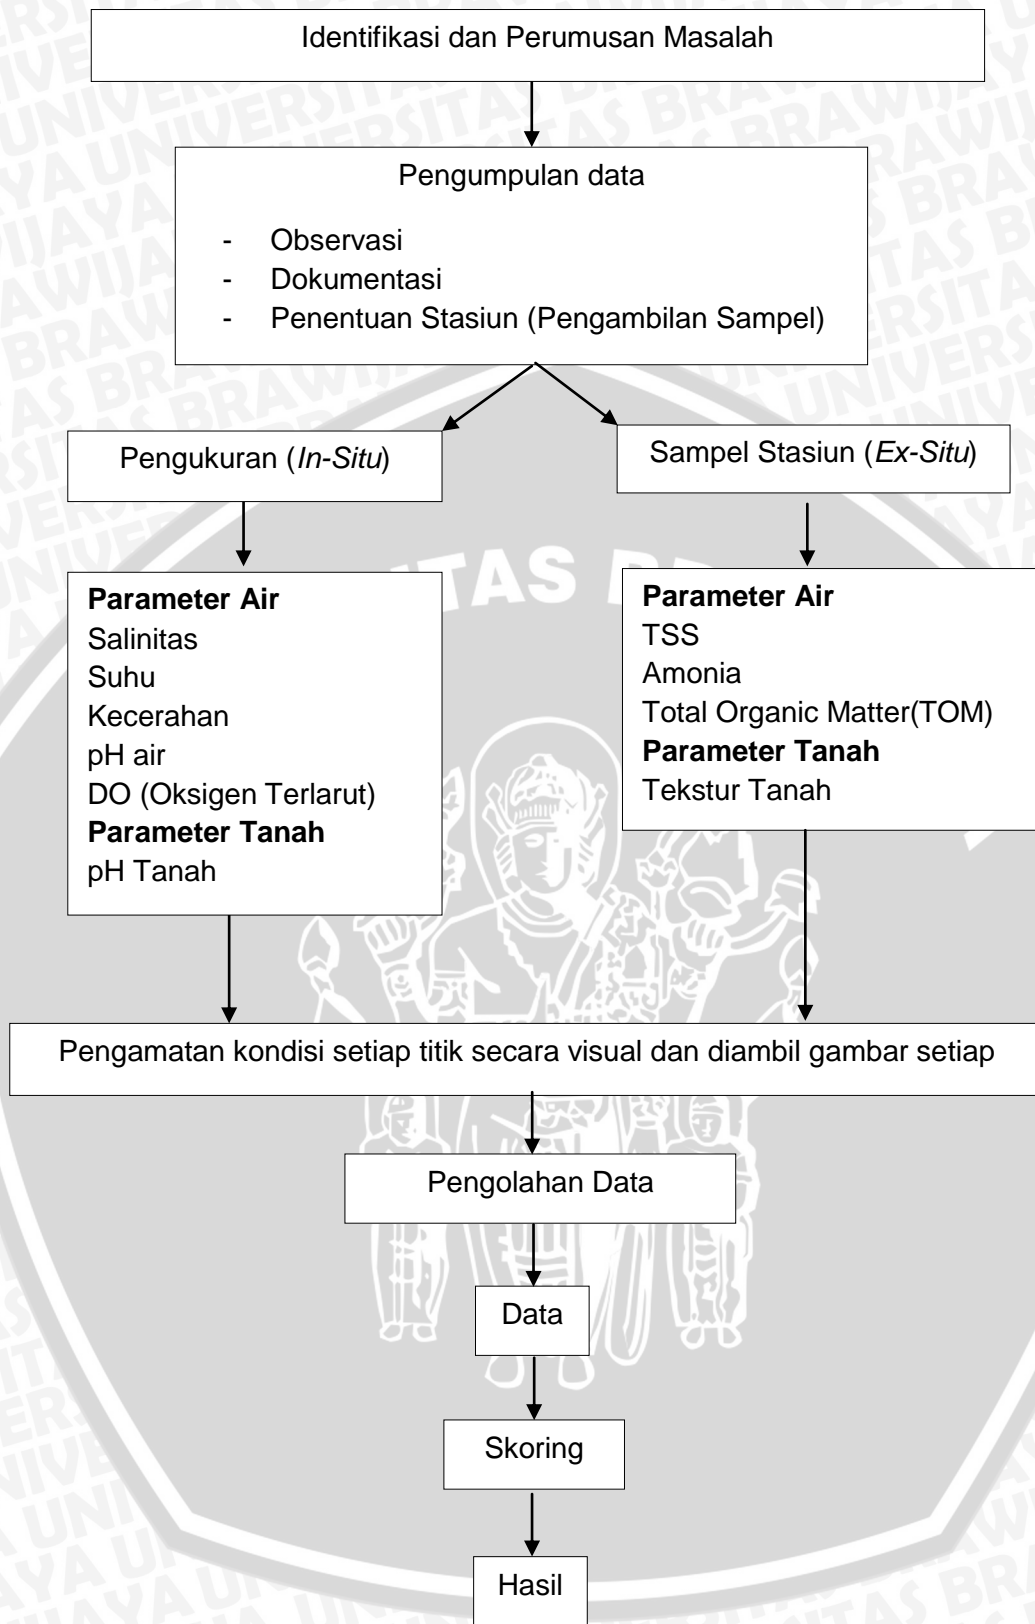 Identifikasi dan Perumusan Masalah
Pengumpulan data
- Observasi
- Dokumentasi
- Penentuan Stasiun (Pengambilan Sampel)
Pengukuran (In-Situ)
Sampel Stasiun (Ex-Situ)
Parameter Air
Salinitas
Suhu
Kecerahan
pH air
DO (Oksigen Terlarut)
Parameter Tanah
pH Tanah
Parameter Air
TSS
Amonia
Total Organic Matter(TOM)
Parameter Tanah
Tekstur Tanah
Pengamatan kondisi setiap titik secara visual dan diambil gambar setiap
Pengolahan Data
Data
Skoring
Hasil